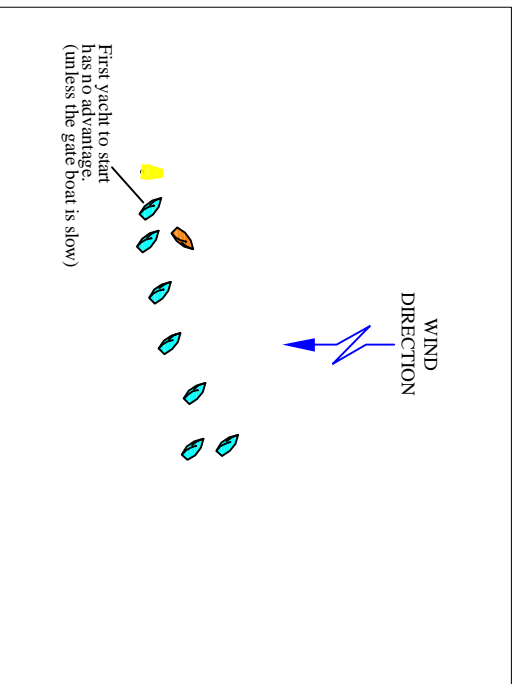 WIND
DIRECTION
First yacht to start
has no advantage.
(unless the gate boat is slow)